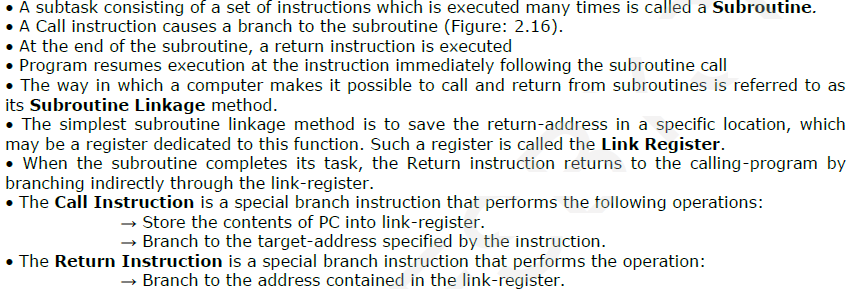 • A subtask consisting of a set of instructions which is executed many times is called a Subroutine.
• A Call instruction causes a branch to the subroutine (Figure: 2.16).
• At the end of the subroutine, a return instruction is executed
• Program resumes execution at the instruction immediately following the subroutine call
• The way in which a computer makes it possible to call and return from subroutines is referred to as
its Subroutine Linkage method.
• The simplest subroutine linkage method is to save the return-address in a specific location, which
may be a register dedicated to this function. Such a register is called the Link Register.
• When the subroutine completes its task, the Return instruction returns to the calling-program by
branching indirectly through the link-register.
• The Call Instruction is a special branch instruction that performs the following operations:
→ Store the contents of PC into link-register.
→ Branch to the target-address specified by the instruction.
• The Return Instruction is a special branch instruction that performs the operation:
→ Branch to the address contained in the link-register.